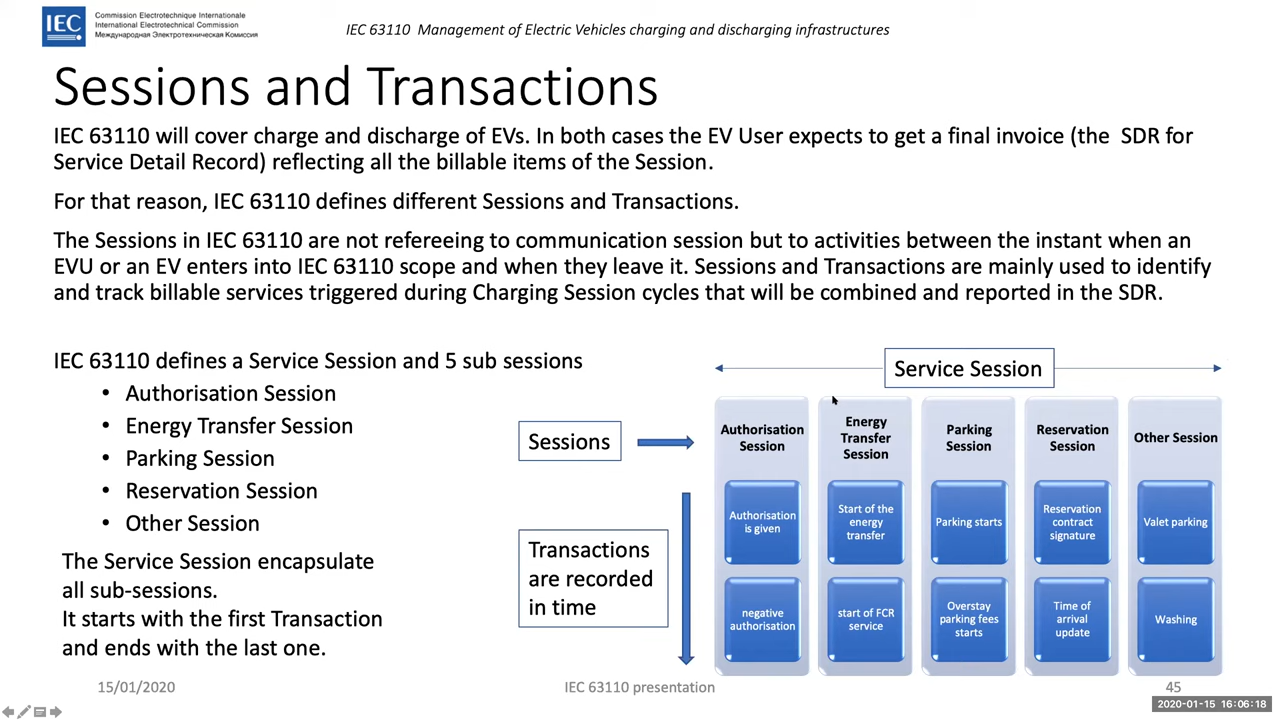 IEC
Commission Electrotechnique Internationale
International Electrotechnical Commission
Международная Электротехническая Комиссия
IEC 63110 Management of Electric Vehicles charging and discharging infrastructures
Sessions and Transactions
IEC 63110 will cover charge and discharge of EVs. In both cases the EV User expects to get a final invoice (the SDR for
Service Detail Record) reflecting all the billable items of the Session.
For that reason, IEC 63110 defines different Sessions and Transactions.
The Sessions in IEC 63110 are not refereeing to communication session but to activities between the instant when an
EVU or an EV enters into IEC 63110 scope and when they leave it. Sessions and Transactions are mainly used to identify
and track billable services triggered during Charging Session cycles that will be combined and reported in the SDR.
IEC 63110 defines a Service Session and 5 sub sessions
• Authorisation Session
• Energy Transfer Session
• Parking Session
• Reservation Session
• Other Session
The Service Session encapsulate
all sub-sessions.
It starts with the first Transaction
and ends with the last one.
Service Session
Sessions
Transactions
are recorded
in time
Authorisation
Session
Authorisation
is given
negative
authorisation
Energy
Transfer
Session
Start of the
energy
transfer
start of FCR
service
Parking
Session
Parking starts
Overstay
parking fees
starts
Reservation
Session
Reservation
contract
signature
Time of
arrival
update
Other Session
Valet parking
Washing
15/01/2020
IEC 63110 presentation
45
2020-01-15 16:06:18